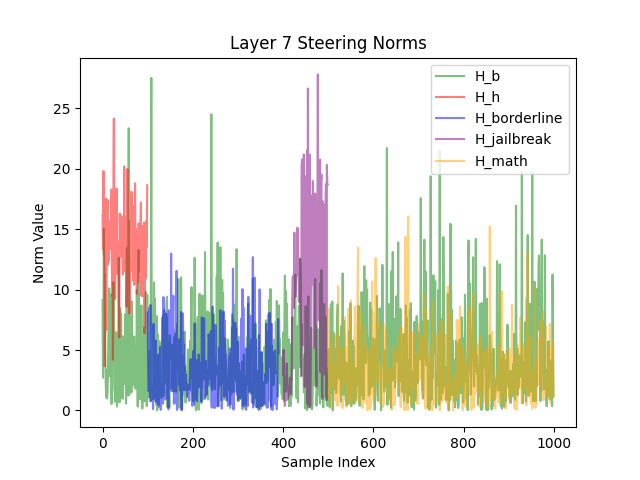 Layer 7 Steering Norms
H_b
H_h
H_borderline
H_jailbreak
H_math
Norm Value
25
20
15
10
5
0
0 200 400 600 800 1000
Sample Index